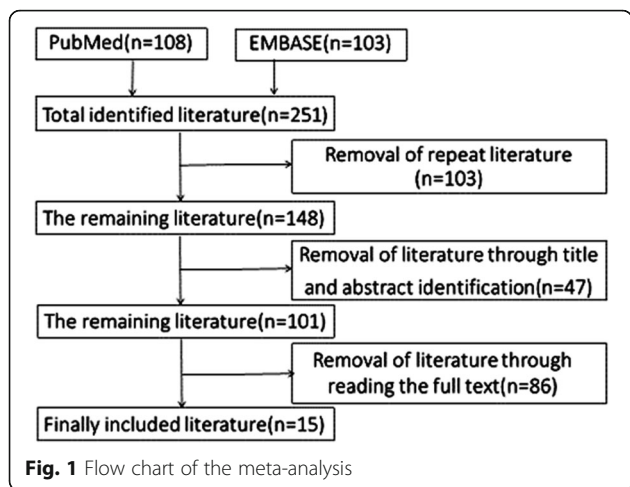 PubMed(n=108)
EMBASE(n=103)
Total identified literature(n=251)
Removal of repeat literature
(n=103)
The remaining literature(n=148)
Removal of literature through title
and abstract identification(n=47)
The remaining literature(n=101)
Removal of literature through
reading the full text(n=86)
Finally included literature(n=15)
Fig. 1 Flow chart of the meta-analysis